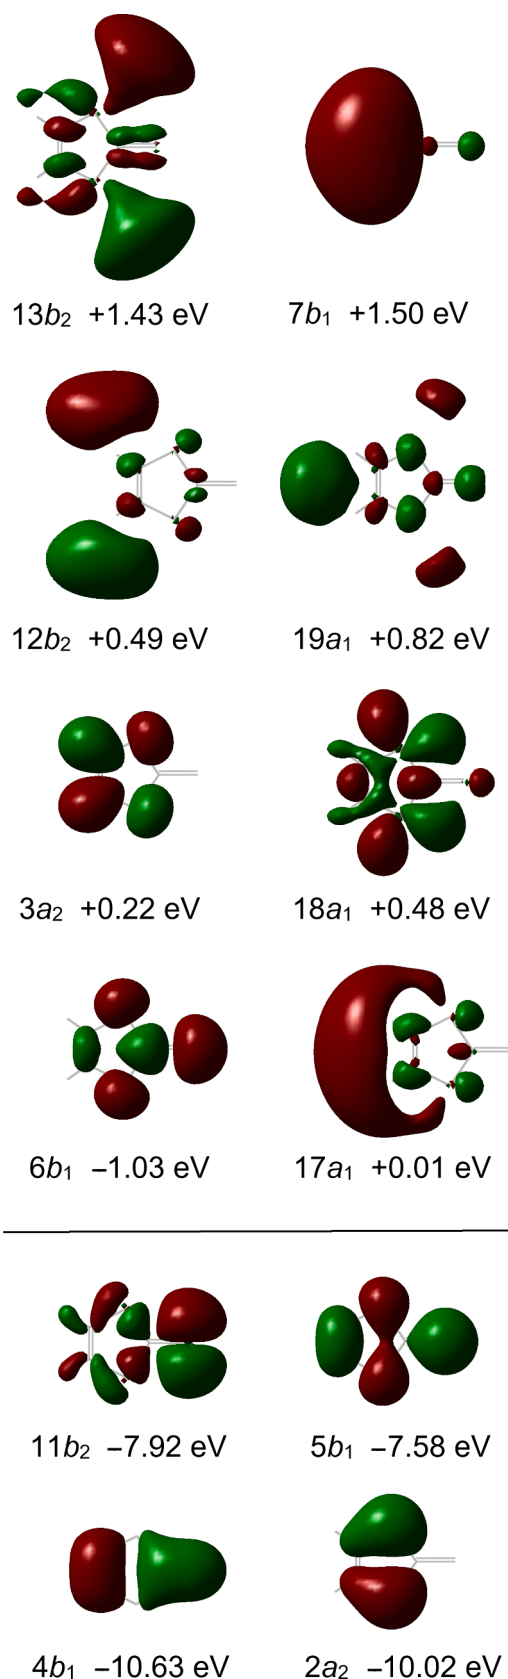 13b₂ +1.43 eV 7b₁ +1.50 eV
12b₂ +0.49 eV 19a₁ +0.82 eV
3a₂ +0.22 eV 18a₁ +0.48 eV
6b₁ –1.03 eV 17a₁ +0.01 eV
11b₂ –7.92 eV 5b₁ –7.58 eV
4b₁ –10.63 eV 2a₂ –10.02 eV